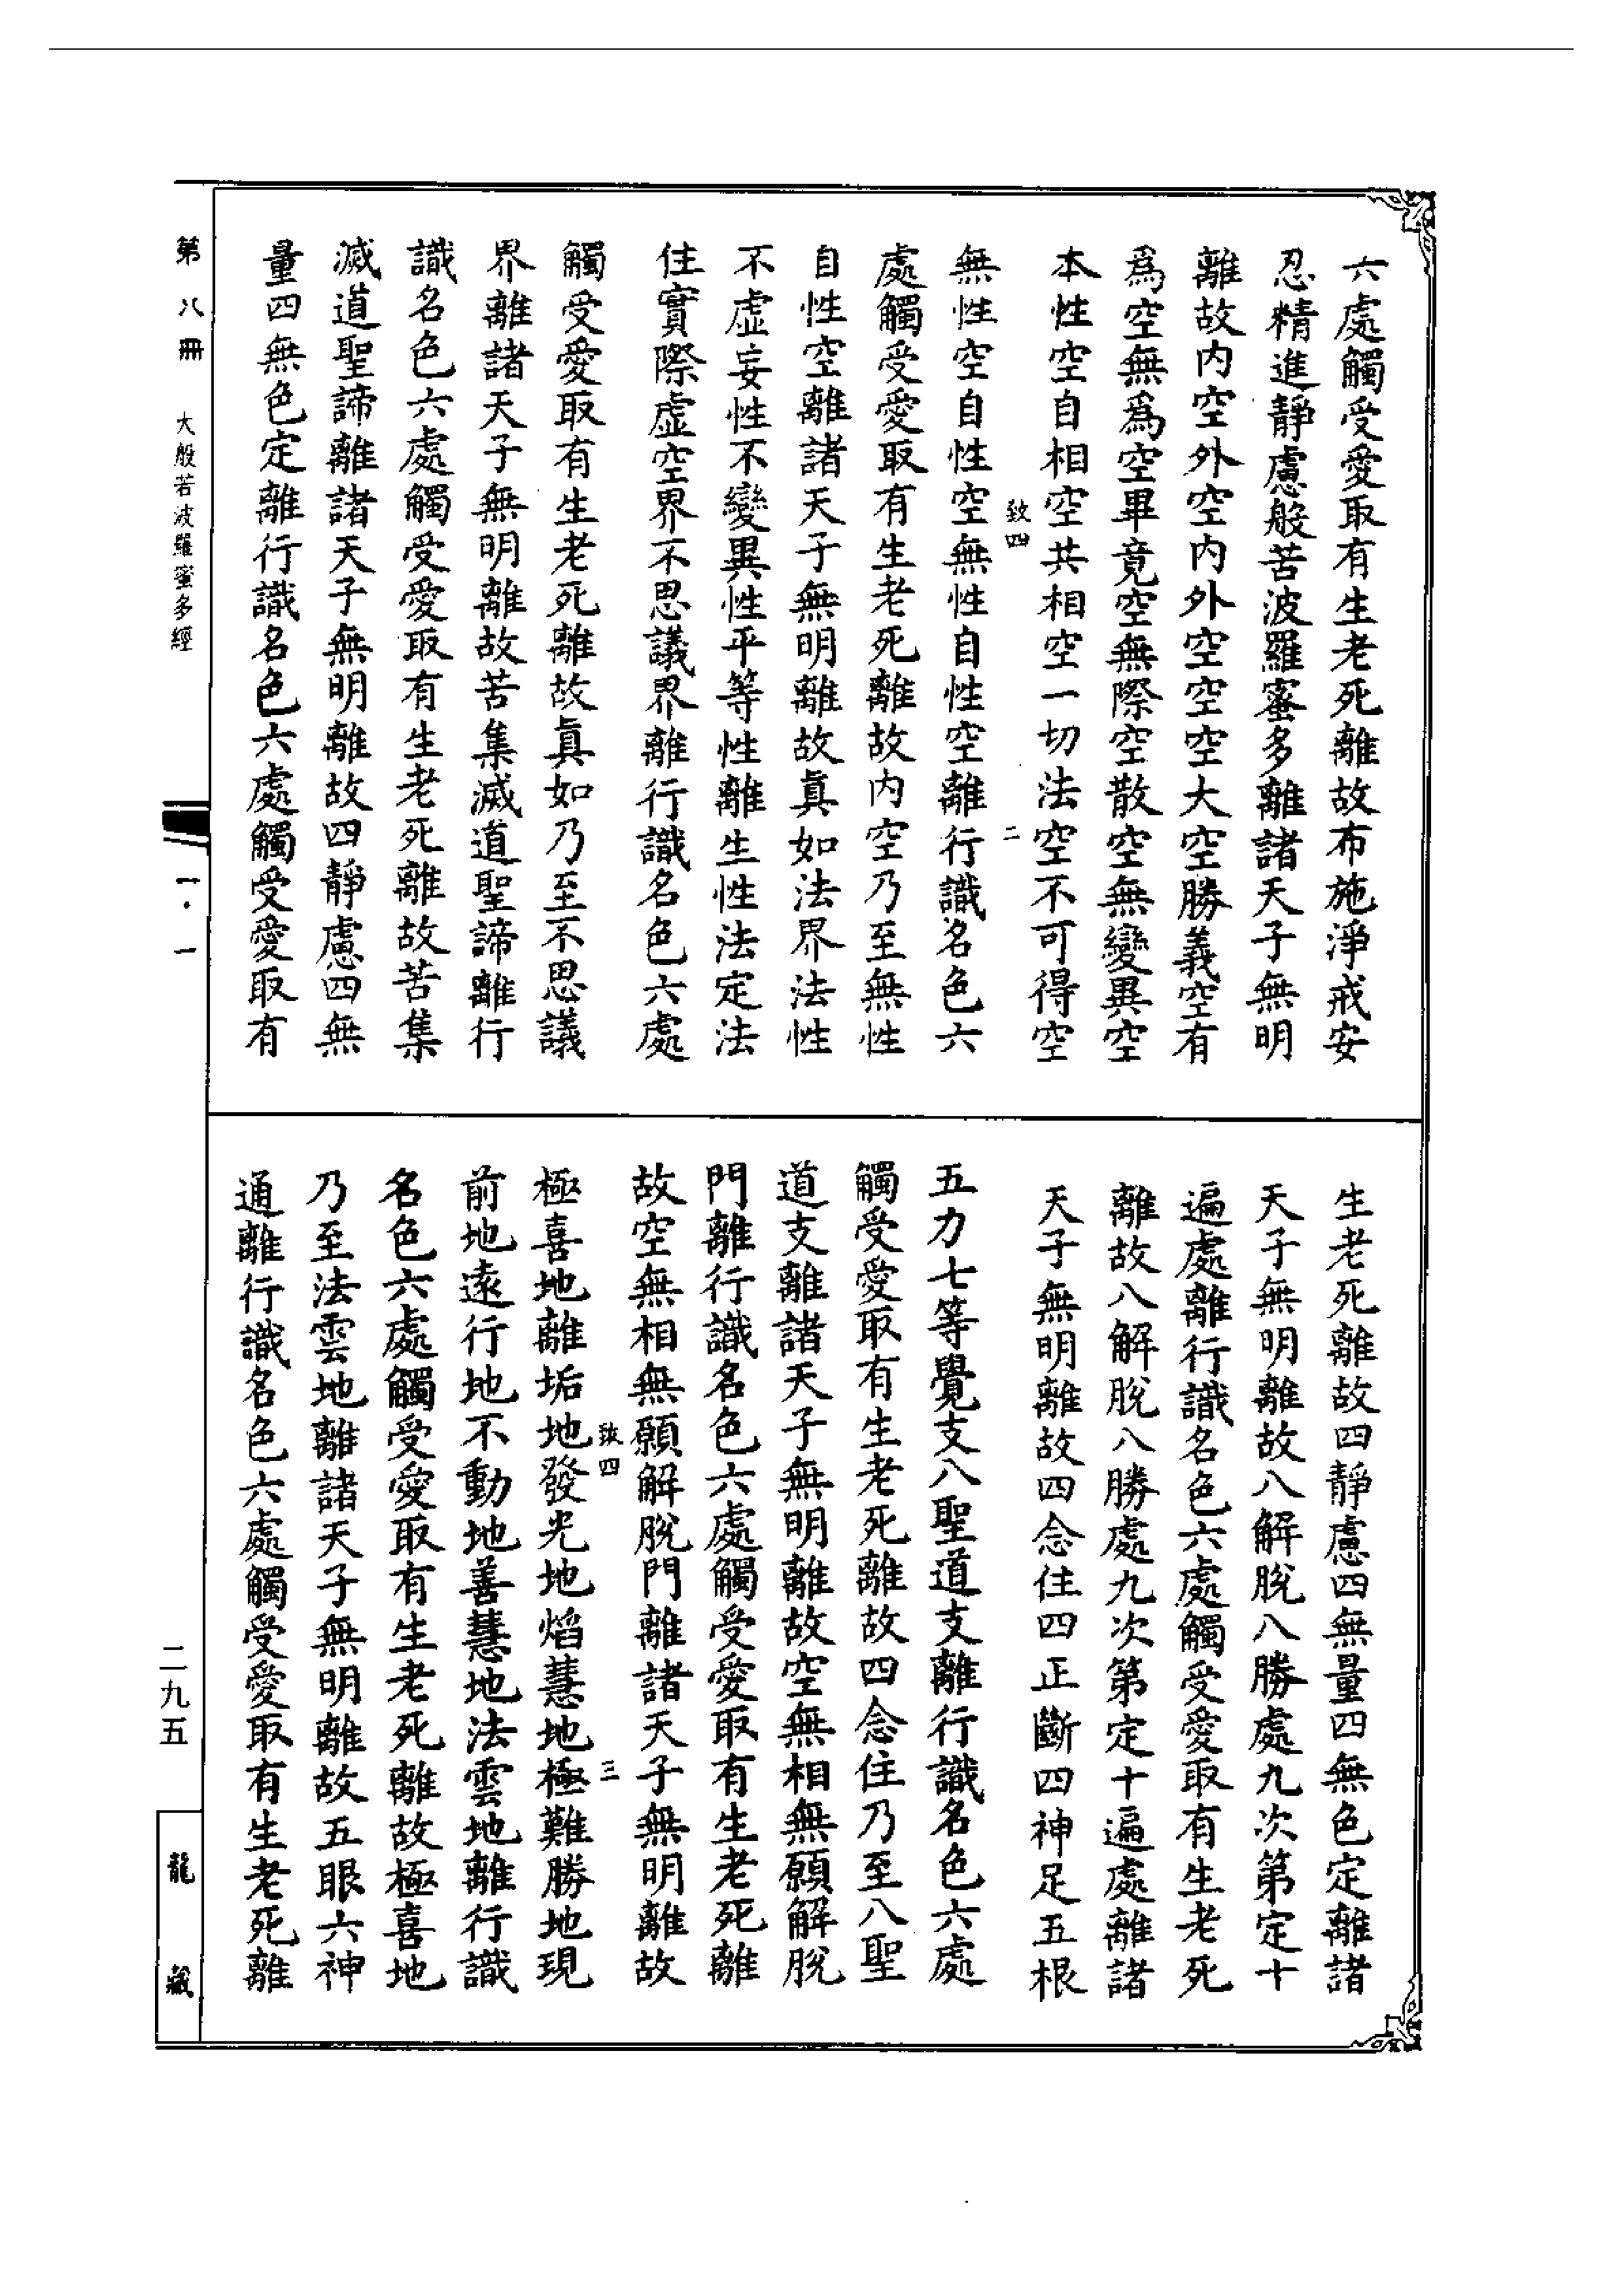 六處觸受愛取有生老死離故布施淨戒安
忍精進靜慮般若波羅蜜多離諸天子無明
離故內空外空內外空空空大空勝義空有
爲空無爲空畢竟空無際空散空無變異空
本性空自相空共相空一切法空不可得空
致四 二
無性空自性空無性自性空離行識名色六
處觸受愛取有生老死離故內空乃至無性
自性空離諸天子無明離故真如法界法性
不虛妄性不變異性平等性離生性法定法
住實際虛空界不思議界離行識名色六處
觸受愛取有生老死離故真如乃至不思議
界離諸天子無明離故苦集滅道聖諦離行
識名色六處觸受愛取有生老死離故苦集
滅道聖諦離諸天子無明離故四靜慮四無
量四無色定離行識名色六處觸受愛取有
生老死離故四靜慮四無量四無色定離諸
天子無明離故八解脫八勝處九次第定十
遍處離行識名色六處觸受愛取有生老死
離故八解脫八勝處九次第定十遍處離諸
天子無明離故四念住四正斷四神足五根
五力七等覺支八聖道支離行識名色六處
觸受愛取有生老死離故四念住乃至八聖
道支離諸天子無明離故空無相無願解脫
門離行識名色六處觸受愛取有生老死離
故空無相無願解脫門離諸天子無明離故
致四 三
極喜地離垢地發光地焰慧地極難勝地現
前地遠行地不動地善慧地法雲地離行識
名色六處觸受愛取有生老死離故極喜地
乃至法雲地離諸天子無明離故五眼六神
通離行識名色六處觸受愛取有生老死離
第八冊 大般若波羅蜜多經 一·一
二九五
龍藏